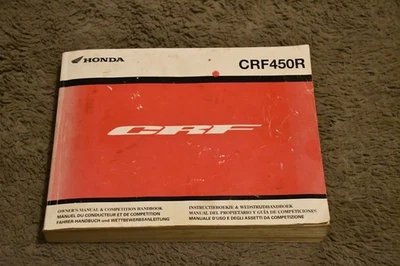 HONDA
CRF450R
CRF
OWNER'S MANUAL & COMPETITION HANDBOOK
MANUEL DU CONDUCTEUR ET DE COMPETITION
FAHRER-HANDBUCH und WETTBEWERBSANLEITUNG
INSTRUCTIEBOEKJE & WEDSTRIJDHANDBOEK
MANUAL DEL PROPIETARIO Y GUIA DE COMPETICIONES
MANUALE D'USO E DEGLI ASSETTI DA COMPETIZIONE